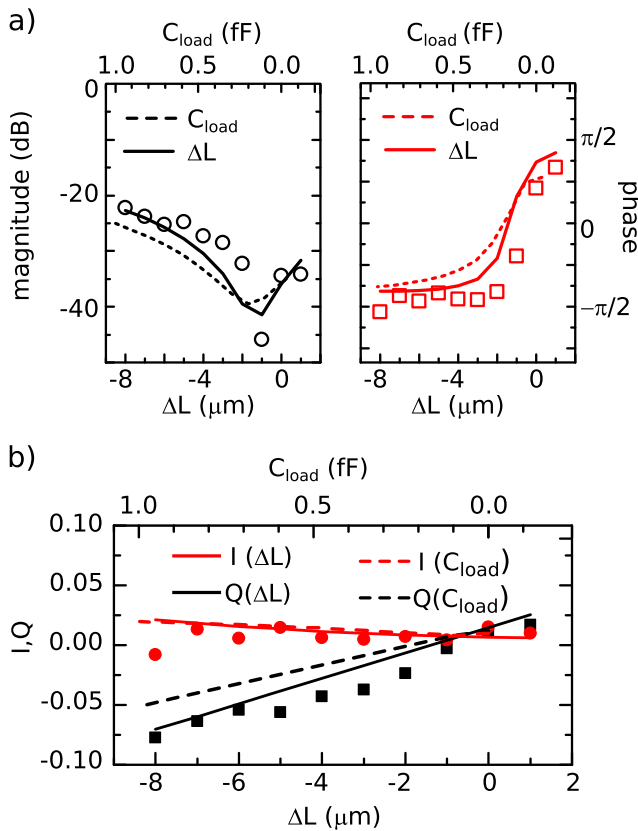 a)
C_load (fF)
1.0 0.5 0.0
C_load (fF)
1.0 0.5 0.0
0
-20
-40
magnitude (dB)
C_load
ΔL
C_load
ΔL
π/2
0
−π/2
phase
-8 -4 0
ΔL (μm)
-8 -4 0
ΔL (μm)
b)
C_load (fF)
1.0 0.5 0.0
0.10
0.05
0.00
-0.05
-0.10
I,Q
I (ΔL)
I (C_load)
Q(ΔL)
Q(C_load)
-8 -6 -4 -2 0 2
ΔL (μm)